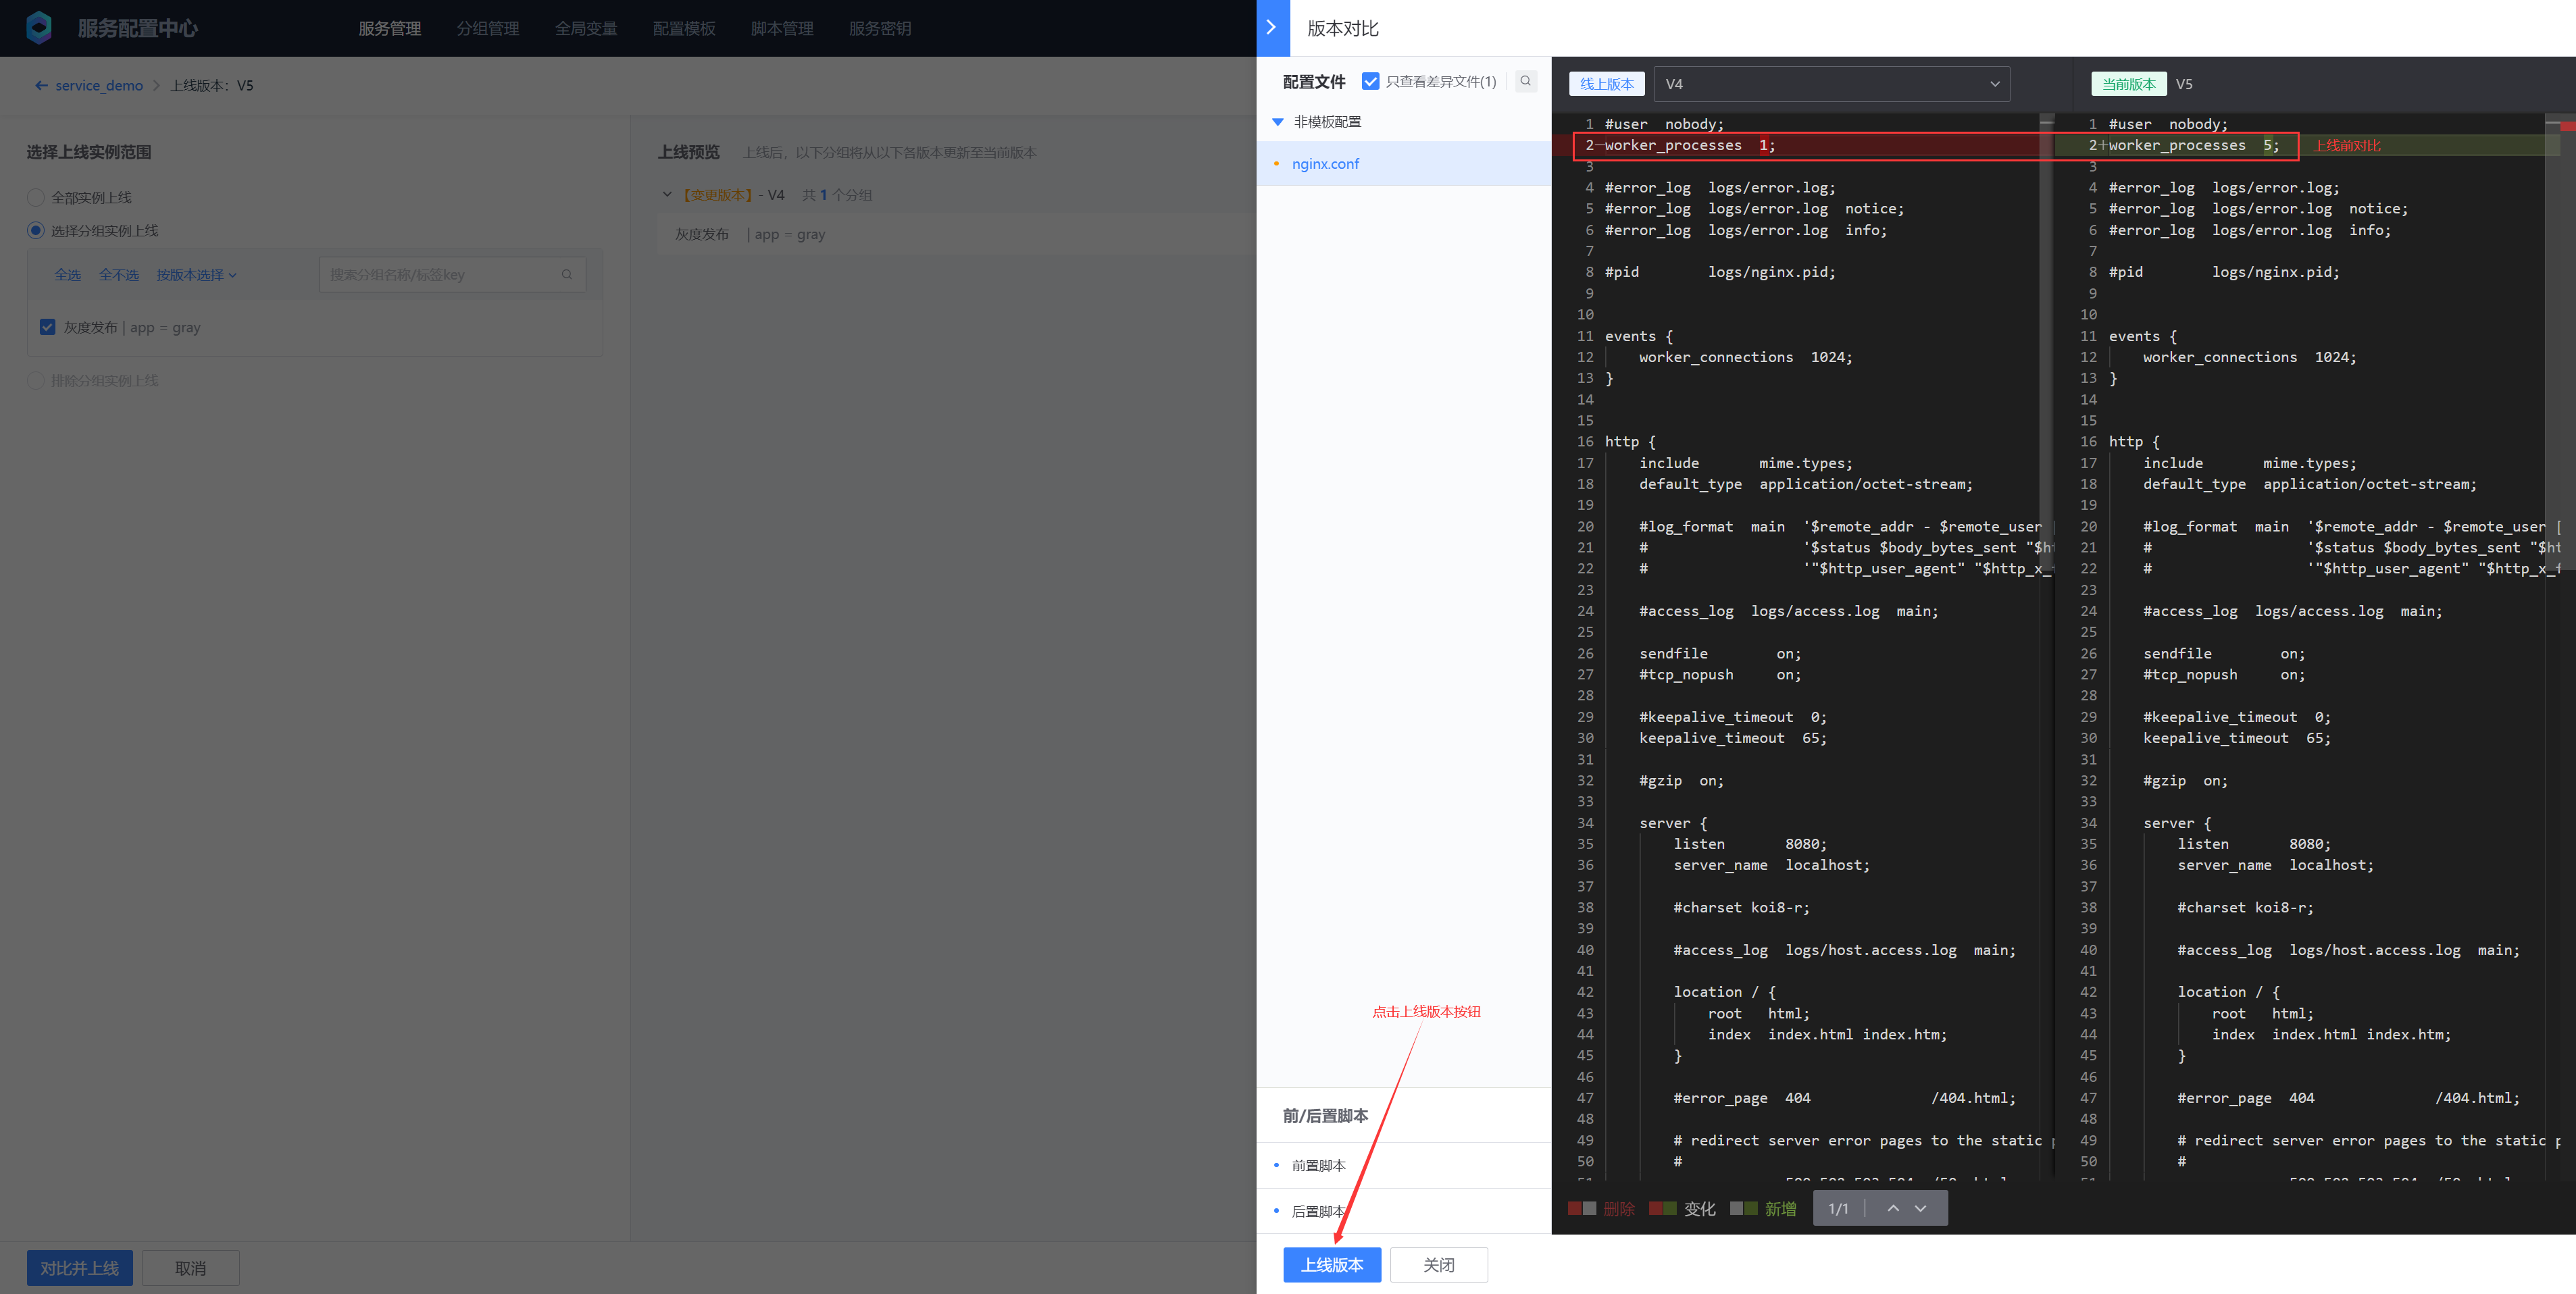 服务配置中心
服务管理 分组管理 全局变量 配置模板 脚本管理 服务密钥
service_demo 上线版本：V5
选择上线实例范围
全部实例上线
选择分组实例上线
全选 全不选 按版本选择 搜索分组名称/标签key
灰度发布 | app = gray
排除分组实例上线
上线预览 上线后，以下分组将从以下各版本更新至当前版本
【变更版本】- V4 共 1 个分组
灰度发布 | app = gray
对比并上线 取消
版本对比
配置文件 只查看差异文件(1)
非模板配置
nginx.conf
点击上线版本按钮
前/后置脚本
前置脚本
后置脚本
上线版本 关闭
线上版本 V4
1 #user  nobody;
2-worker_processes  1;
3
4 #error_log  logs/error.log;
5 #error_log  logs/error.log  notice;
6 #error_log  logs/error.log  info;
7
8 #pid        logs/nginx.pid;
9
10
11 events {
12     worker_connections  1024;
13 }
14
15
16 http {
17     include       mime.types;
18     default_type  application/octet-stream;
19
20     #log_format  main  '$remote_addr - $remote_user
21     #                  '$status $body_bytes_sent
22     #                  '"$http_user_agent"
23
24     #access_log  logs/access.log  main;
25
26     sendfile        on;
27     #tcp_nopush     on;
28
29     #keepalive_timeout  0;
30     keepalive_timeout  65;
31
32     #gzip  on;
33
34     server {
35         listen       8080;
36         server_name  localhost;
37
38         #charset koi8-r;
39
40         #access_log  logs/host.access.log  main;
41
42         location / {
43             root   html;
44             index  index.html index.htm;
45         }
46
47         #error_page  404              /404.html;
48
49         # redirect server error pages to the static
50         #
当前版本 V5
1 #user  nobody;
2+worker_processes  5; 上线前对比
3
4 #error_log  logs/error.log;
5 #error_log  logs/error.log  notice;
6 #error_log  logs/error.log  info;
7
8 #pid        logs/nginx.pid;
9
10
11 events {
12     worker_connections  1024;
13 }
14
15
16 http {
17     include       mime.types;
18     default_type  application/octet-stream;
19
20     #log_format  main  '$remote_addr - $remote_user [
21     #                  '$status $body_bytes_sent
22     #                  '"$http_user_agent"
23
24     #access_log  logs/access.log  main;
25
26     sendfile        on;
27     #tcp_nopush     on;
28
29     #keepalive_timeout  0;
30     keepalive_timeout  65;
31
32     #gzip  on;
33
34     server {
35         listen       8080;
36         server_name  localhost;
37
38         #charset koi8-r;
39
40         #access_log  logs/host.access.log  main;
41
42         location / {
43             root   html;
44             index  index.html index.htm;
45         }
46
47         #error_page  404              /404.html;
48
49         # redirect server error pages to the static
50         #
删除 变化 新增 1/1